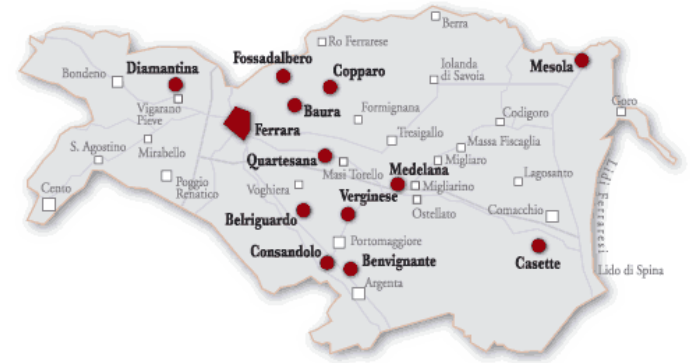 Berra
Ro Ferrarese
Fossadalbero
Diamantina
Bondeno
Copparo
Iolanda
di Savoia
Mesola
Vigarano
Pieve
Baura
Formignana
Codigoro
Goro
Ferrara
Tresigallo
Massa Fiscaglia
S. Agostino
Mirabello
Quartesana
Masi Torello
Medelana
Migliaro
Lagosanto
Lidi Ferraresi
Cento
Poggio
Renatico
Voghiera
Verginese
Migliarino
Ostellato
Comacchio
Belriguardo
Portomaggiore
Consandolo
Benvignante
Casette
Lido di Spina
Argenta